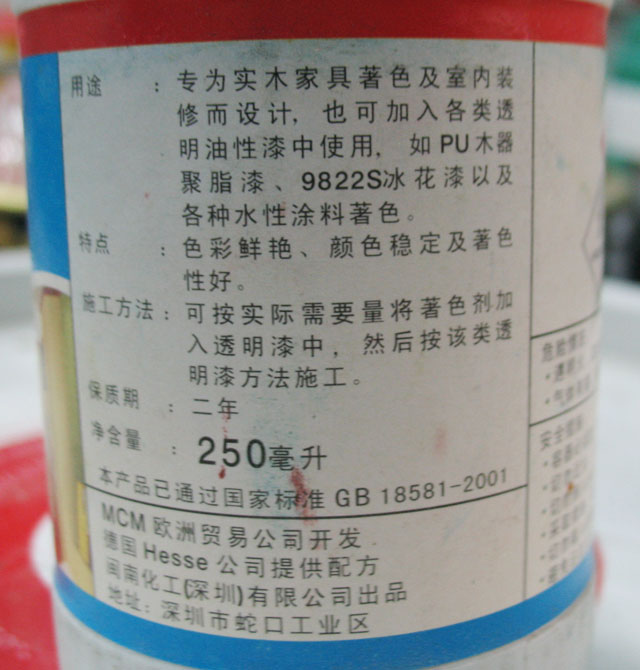 用途 : 专为实木家具著色及室内装
修而设计, 也可加入各类透
明油性漆中使用, 如PU木器
聚脂漆、9822S冰花漆以及
各种水性涂料著色。
特点 : 色彩鲜艳、颜色稳定及著色
性好。
施工方法 : 可按实际需要量将著色剂加
入透明漆中, 然后按该类透
明漆方法施工。
保质期 : 二年
净含量 : 250毫升
本产品已通过国家标准 GB 18581-2001
MCM 欧洲贸易公司开发
德国 Hesse 公司提供配方
闽南化工(深圳)有限公司出品
地址: 深圳市蛇口工业区
危险情
安全措